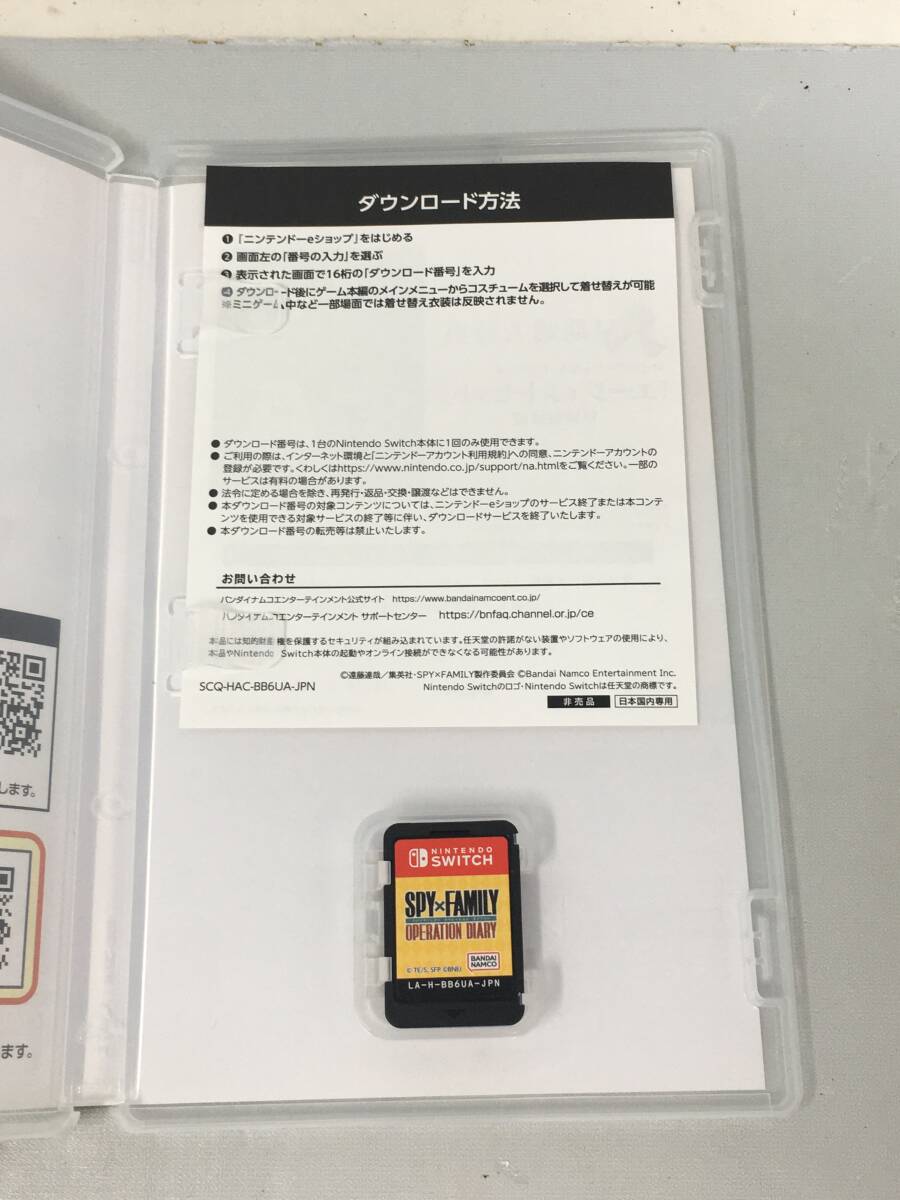 ダウンロード方法
❶『ニンテンドーeショップ』をはじめる
❷ 画面左の「番号の入力」を選ぶ
❸ 表示された画面で16桁の「ダウンロード番号」を入力
❹ ダウンロード後にゲーム本編のメインメニューからコスチュームを選択して着せ替えが可能
※ミニゲーム中など一部場面では着せ替え衣装は反映されません。
● ダウンロード番号は、1台のNintendo Switch本体に1回のみ使用できます。
● ご利用の際は、インターネット環境と「ニンテンドーアカウント利用規約」への同意、ニンテンドーアカウントの
登録が必要です。くわしくはhttps://www.nintendo.co.jp/support/na.htmlをご覧ください。一部の
サービスは有料の場合があります。
● 法令に定める場合を除き、再発行・返品・交換・譲渡などはできません。
● 本ダウンロード番号の対象コンテンツについては、ニンテンドーeショップのサービス終了または本コンテ
ンツを使用できる対象サービスの終了等に伴い、ダウンロードサービスを終了いたします。
● 本ダウンロード番号の転売等は禁止いたします。
お問い合わせ
バンダイナムコエンターテインメント公式サイト https://www.bandainamcoent.co.jp/
バンダイナムコエンターテインメント サポートセンター https://bnfaq.channel.or.jp/ce
本品には知的財産権を保護するセキュリティが組み込まれています。任天堂の許諾がない装置やソフトウェアの使用により、
本品やNintendo Switch本体の起動やオンライン接続ができなくなる可能性があります。
©遠藤達哉／集英社・SPY×FAMILY製作委員会 ©Bandai Namco Entertainment Inc.
SCQ-HAC-BB6UA-JPN
Nintendo Switchのロゴ・Nintendo Switchは任天堂の商標です。
非売品 日本国内専用
します。
ます。
NINTENDO
SWITCH
SPY×FAMILY
OPERATION DIARY
© TE/S, SFP ©BNEI
BANDAI
NAMCO
LA-H-BB6UA-JPN